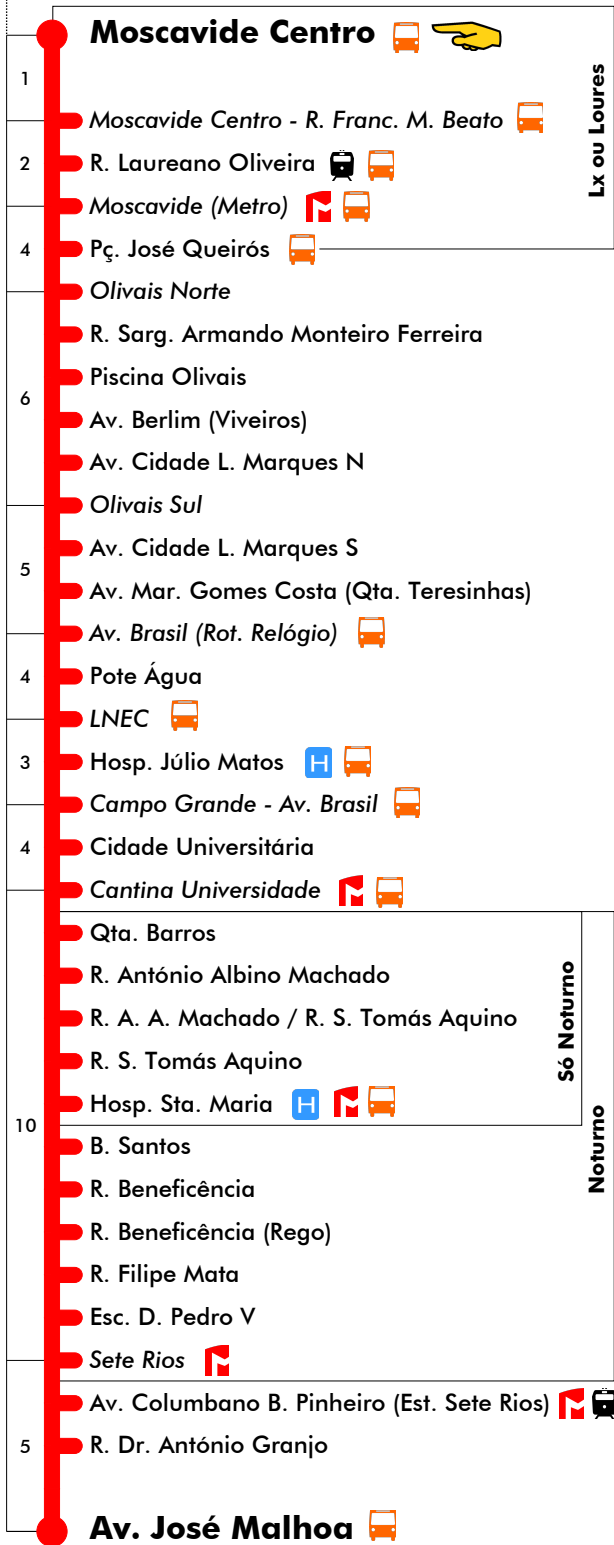 Moscavide Centro
1
Moscavide Centro - R. Franc. M. Beato
Lx ou Loures
2
R. Laureano Oliveira
Moscavide (Metro)
4
Pç. José Queirós
Olivais Norte
R. Sarg. Armando Monteiro Ferreira
Piscina Olivais
6
Av. Berlim (Viveiros)
Av. Cidade L. Marques N
Olivais Sul
Av. Cidade L. Marques S
5
Av. Mar. Gomes Costa (Qta. Teresinhas)
Av. Brasil (Rot. Relógio)
4
Pote Água
LNEC
3
Hosp. Júlio Matos H
Campo Grande - Av. Brasil
4
Cidade Universitária
Cantina Universidade
Qta. Barros
R. António Albino Machado
R. A. A. Machado / R. S. Tomás Aquino
Só Noturno
R. S. Tomás Aquino
Hosp. Sta. Maria H
10
B. Santos
Noturno
R. Beneficência
R. Beneficência (Rego)
R. Filipe Mata
Esc. D. Pedro V
Sete Rios
Av. Columbano B. Pinheiro (Est. Sete Rios)
5
R. Dr. António Granjo
Av. José Malhoa